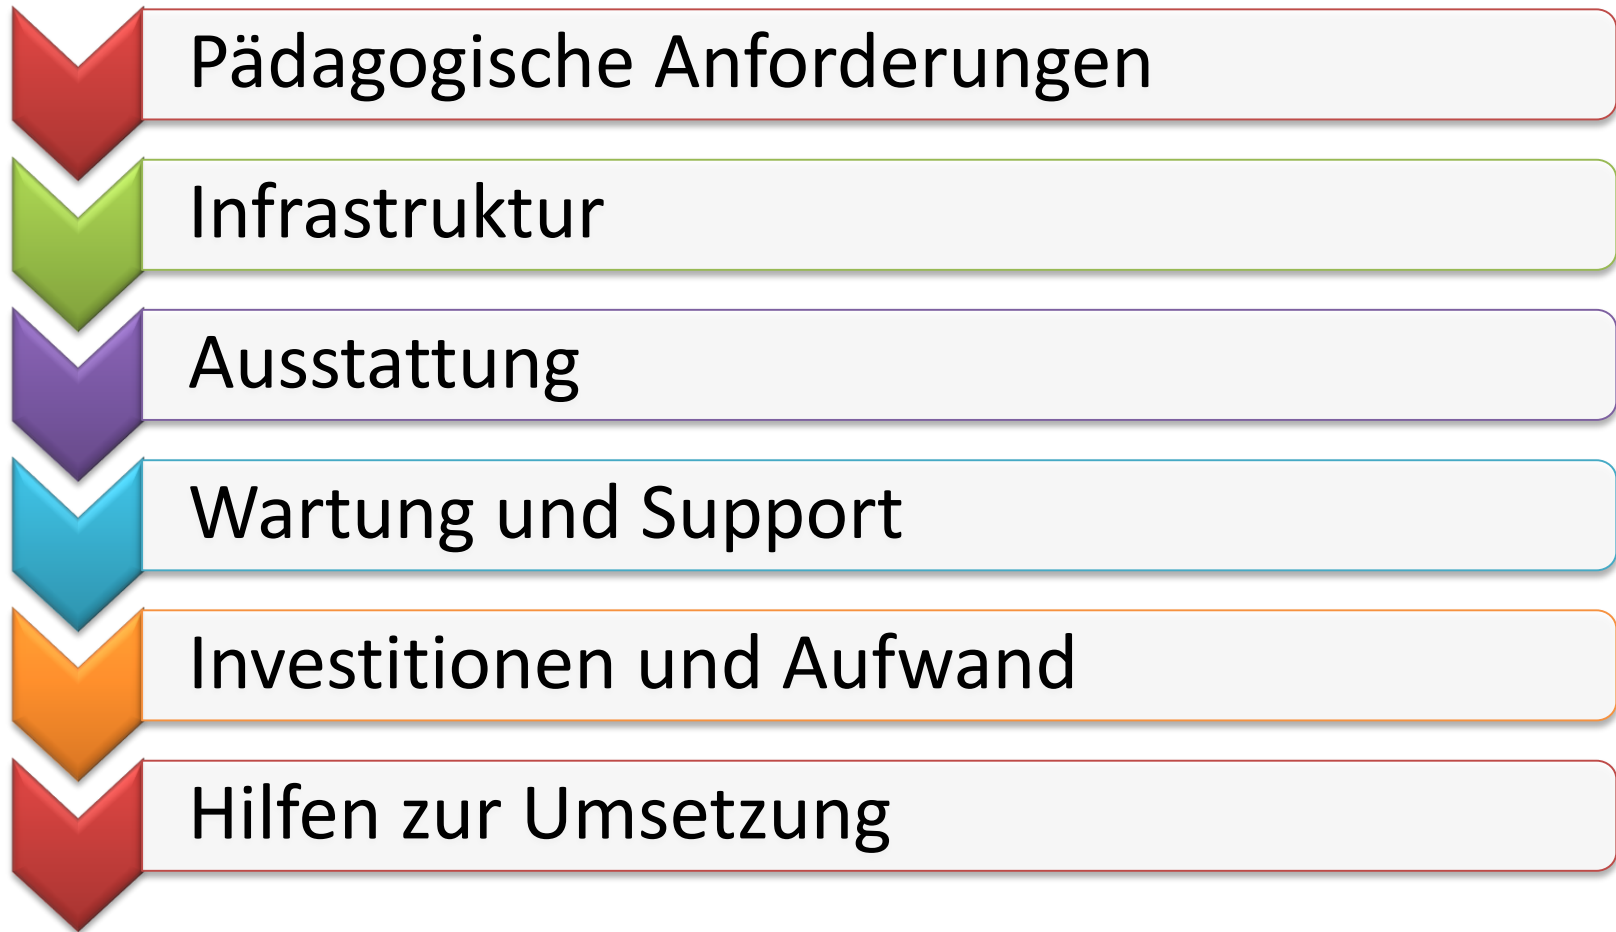 Pädagogische Anforderungen
Infrastruktur
Ausstattung
Wartung und Support
Investitionen und Aufwand
Hilfen zur Umsetzung